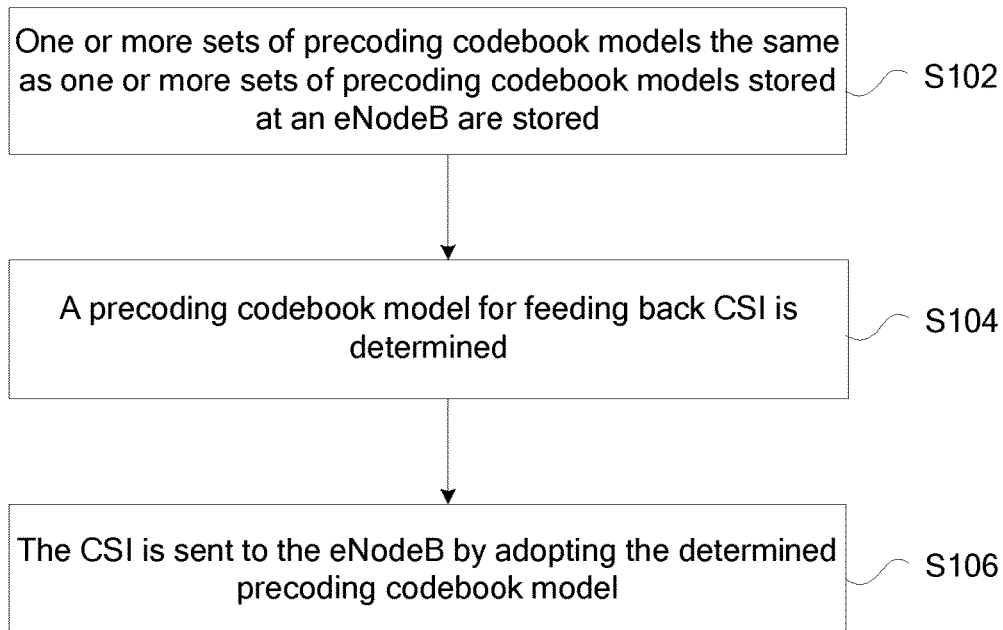 One or more sets of precoding codebook models the same
as one or more sets of precoding codebook models stored
at an eNodeB are stored
S102
A precoding codebook model for feeding back CSI is
determined
S104
The CSI is sent to the eNodeB by adopting the determined
precoding codebook model
S106